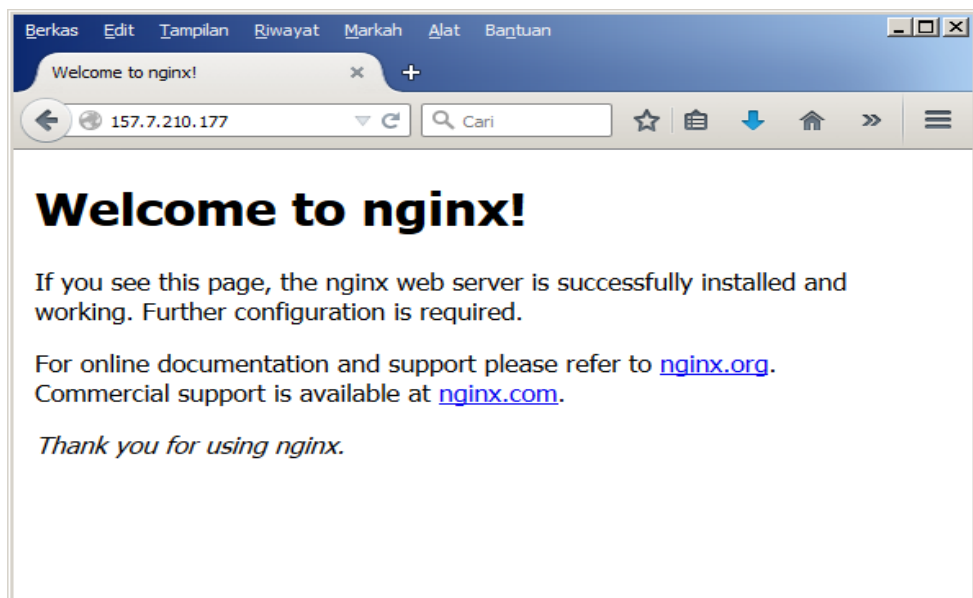 Berkas Edit Tampilan Riwayat Markah Alat Bantuan
Welcome to nginx!
157.7.210.177 Cari
Welcome to nginx!
If you see this page, the nginx web server is successfully installed and
working. Further configuration is required.
For online documentation and support please refer to nginx.org.
Commercial support is available at nginx.com.
Thank you for using nginx.